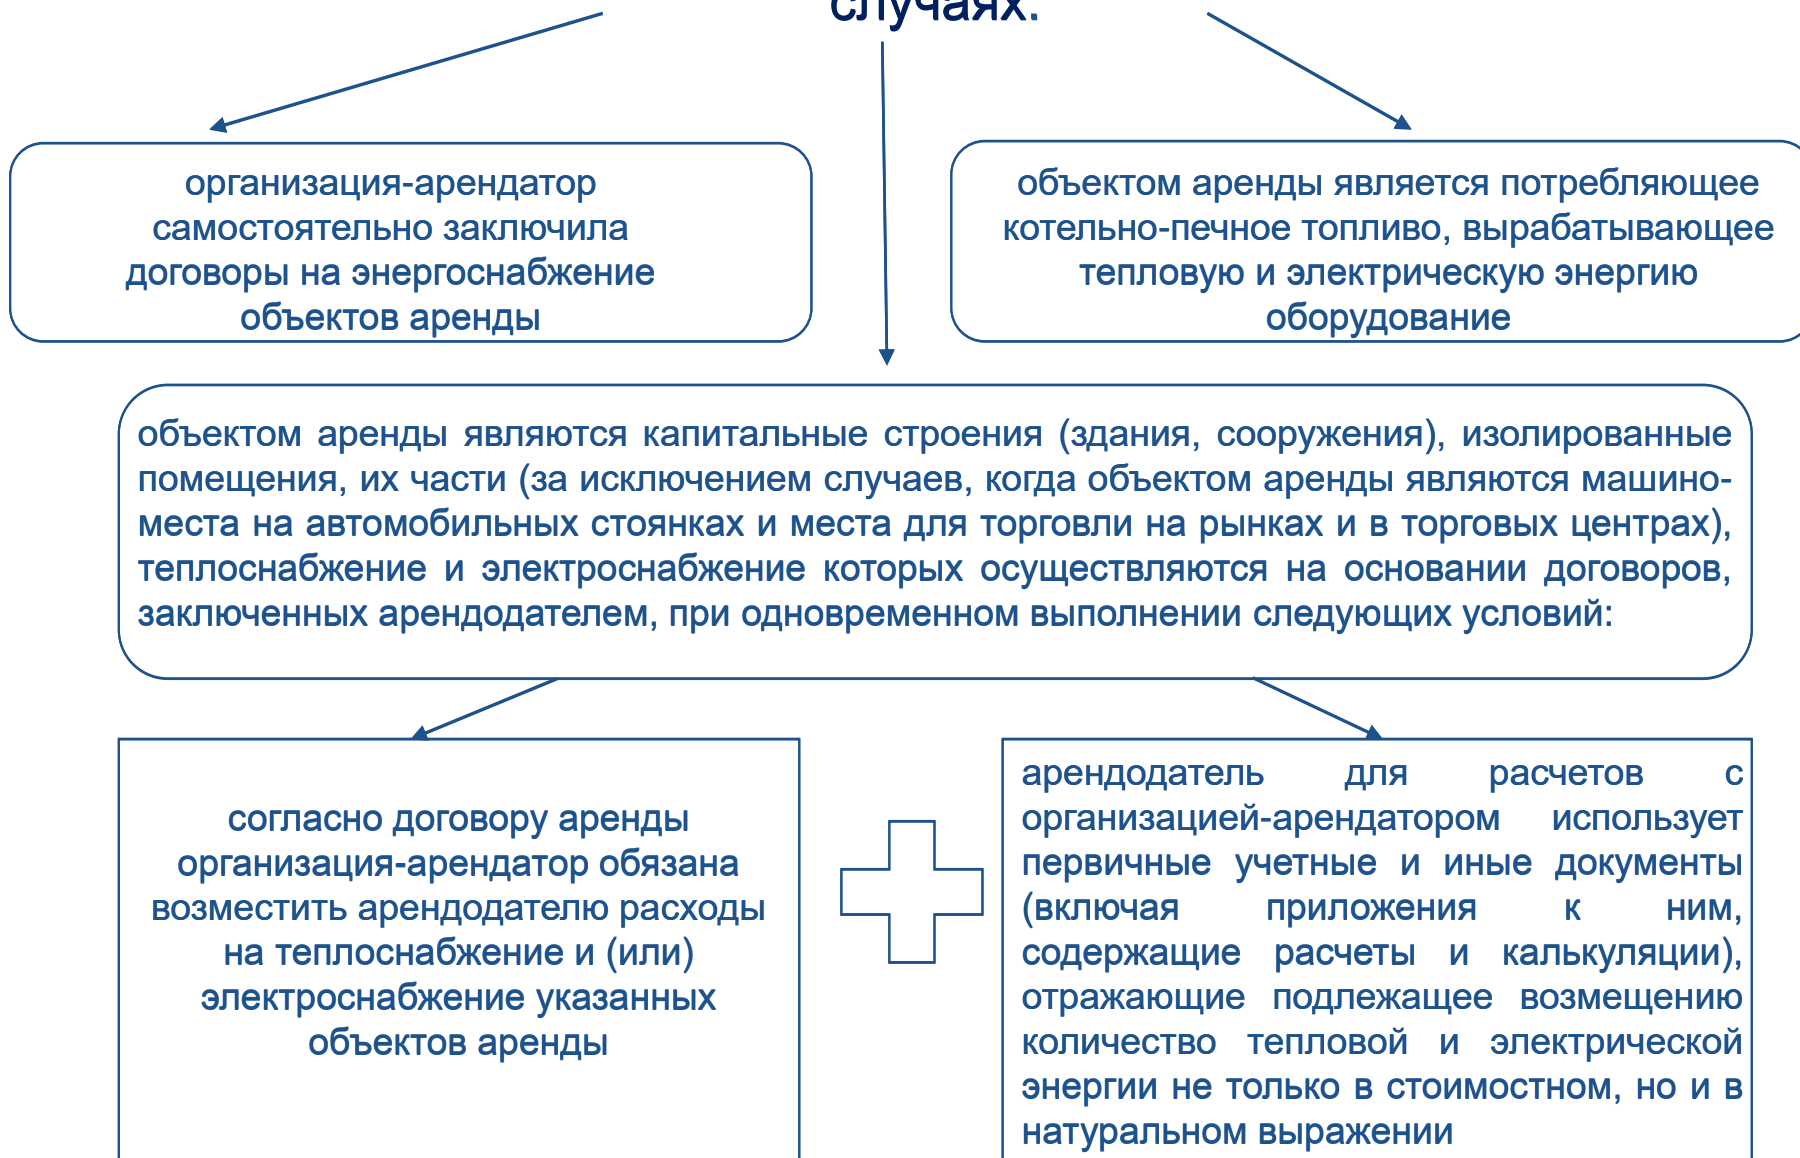 случаях:
организация-арендатор
самостоятельно заключила
договоры на энергоснабжение
объектов аренды
объектом аренды является потребляющее
котельно-печное топливо, вырабатывающее
тепловую и электрическую энергию
оборудование
объектом аренды являются капитальные строения (здания, сооружения), изолированные
помещения, их части (за исключением случаев, когда объектом аренды являются машино-
места на автомобильных стоянках и места для торговли на рынках и в торговых центрах),
теплоснабжение и электроснабжение которых осуществляются на основании договоров,
заключенных арендодателем, при одновременном выполнении следующих условий:
согласно договору аренды
организация-арендатор обязана
возместить арендодателю расходы
на теплоснабжение и (или)
электроснабжение указанных
объектов аренды
арендодатель для расчетов с
организацией-арендатором использует
первичные учетные и иные документы
(включая приложения к ним,
содержащие расчеты и калькуляции),
отражающие подлежащее возмещению
количество тепловой и электрической
энергии не только в стоимостном, но и в
натуральном выражении